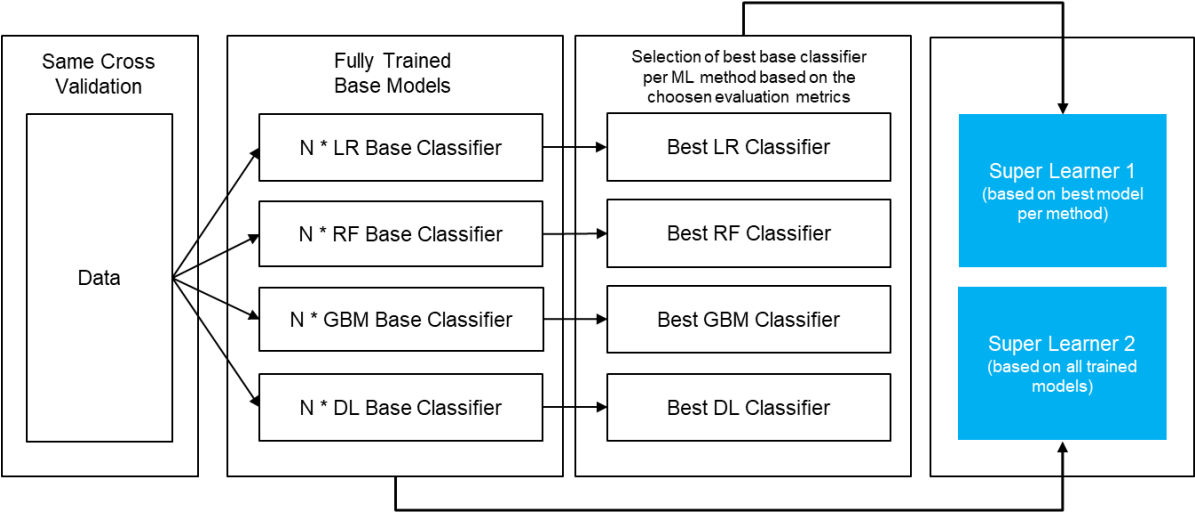 Same Cross
Validation
Data
Fully Trained
Base Models
N * LR Base Classifier
N * RF Base Classifier
N * GBM Base Classifier
N * DL Base Classifier
Selection of best base classifier
per ML method based on the
choosen evaluation metrics
Best LR Classifier
Best RF Classifier
Best GBM Classifier
Best DL Classifier
Super Learner 1
(based on best model
per method)
Super Learner 2
(based on all trained
models)